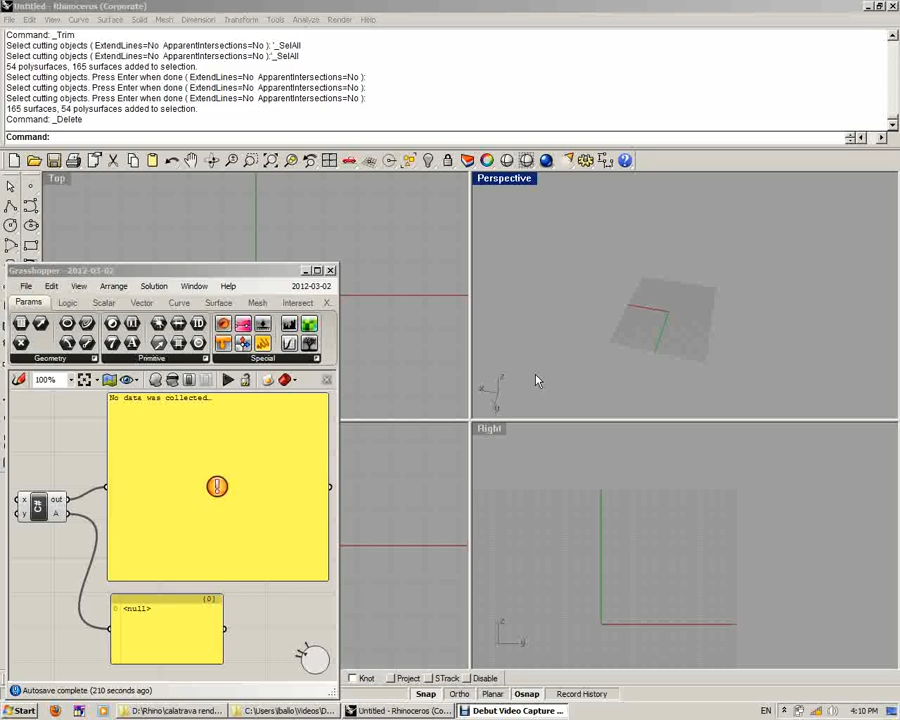 Untitled - Rhinoceros (Corporate)
File Edit View Curve Surface Solid Mesh Dimension Transform Tools Analyze Render Help
Command: _Trim
Select cutting objects ( ExtendLines=No  ApparentIntersections=No ): '_SelAll
Select cutting objects ( ExtendLines=No  ApparentIntersections=No ):'_SelAll
54 polysurfaces, 165 surfaces added to selection.
Select cutting objects. Press Enter when done ( ExtendLines=No  ApparentIntersections=No ):
Select cutting objects. Press Enter when done ( ExtendLines=No  ApparentIntersections=No ):
Select cutting objects. Press Enter when done ( ExtendLines=No  ApparentIntersections=No ):
165 surfaces, 54 polysurfaces added to selection.
Command: _Delete
Command:
Top
Perspective
Grasshopper - 2012-03-02
File Edit View Arrange Solution Window Help 2012-03-02
Params Logic Scalar Vector Curve Surface Mesh Intersect X
Geometry Primitive Special
100%
No data was collected…
x out
C#
y A
{0}
0 <null>
z
x
y
Right
z
y
Autosave complete (210 seconds ago)
Knot Project STrack Disable
Snap Ortho Planar Osnap Record History
Start D:\Rhino\calatrava rend... C:\Users\lballo\Videos\D... Untitled - Rhinoceros (Co... Debut Video Capture ... EN 4:10 PM